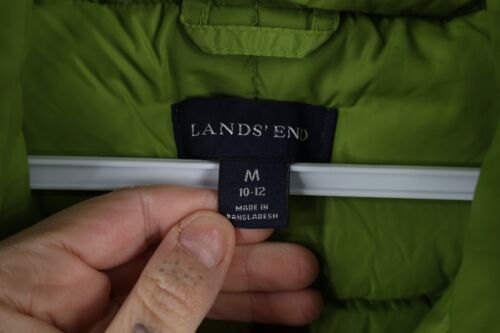 LANDS' END
M
10-12
MADE IN
BANGLADESH